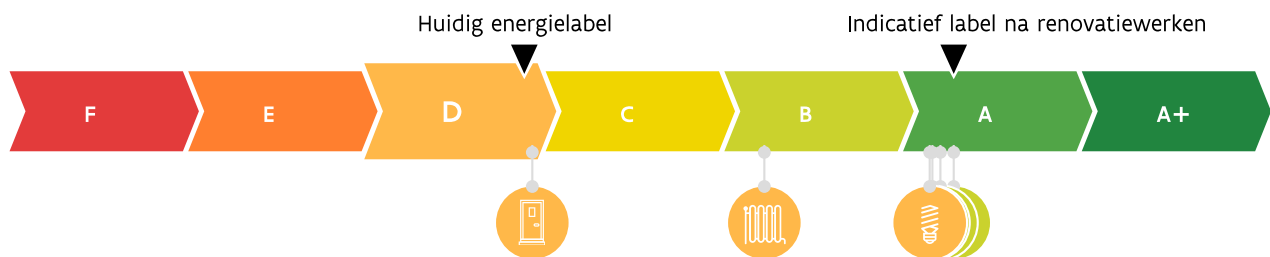 Huidig energielabel
Indicatief label na renovatiewerken
F
E
D
C
B
A
A+